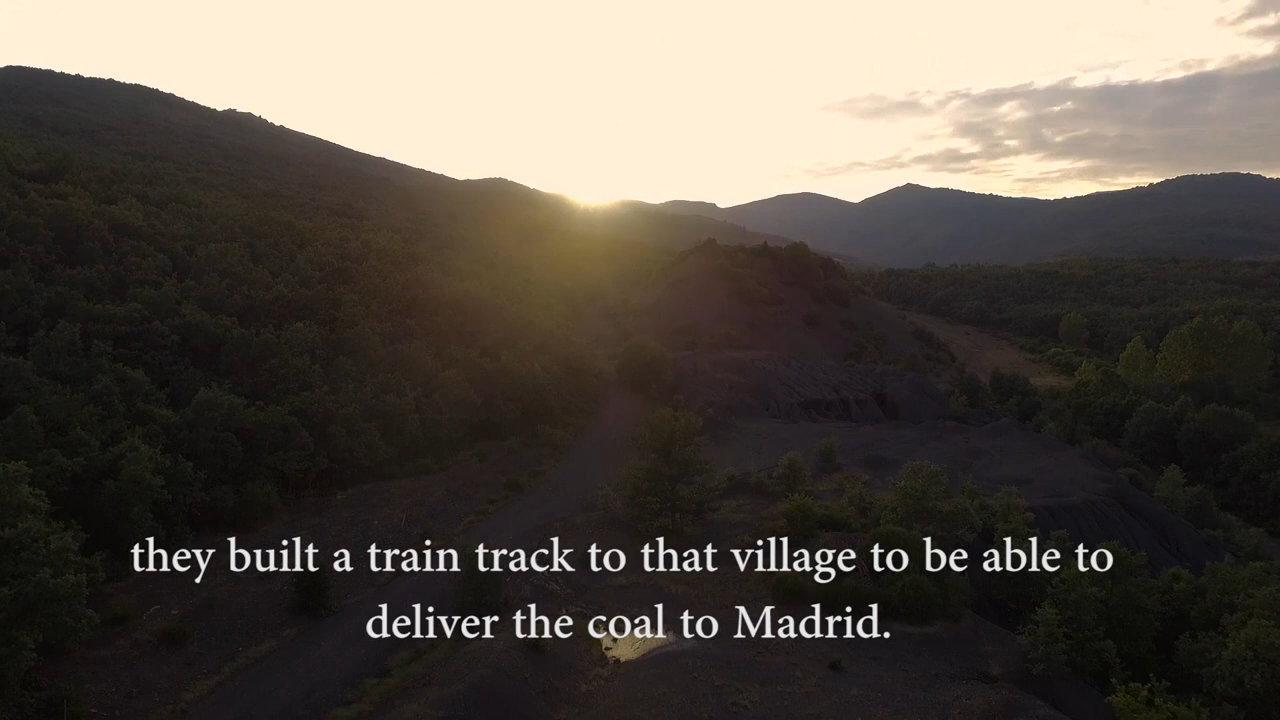 they built a train track to that village to be able to
deliver the coal to Madrid.